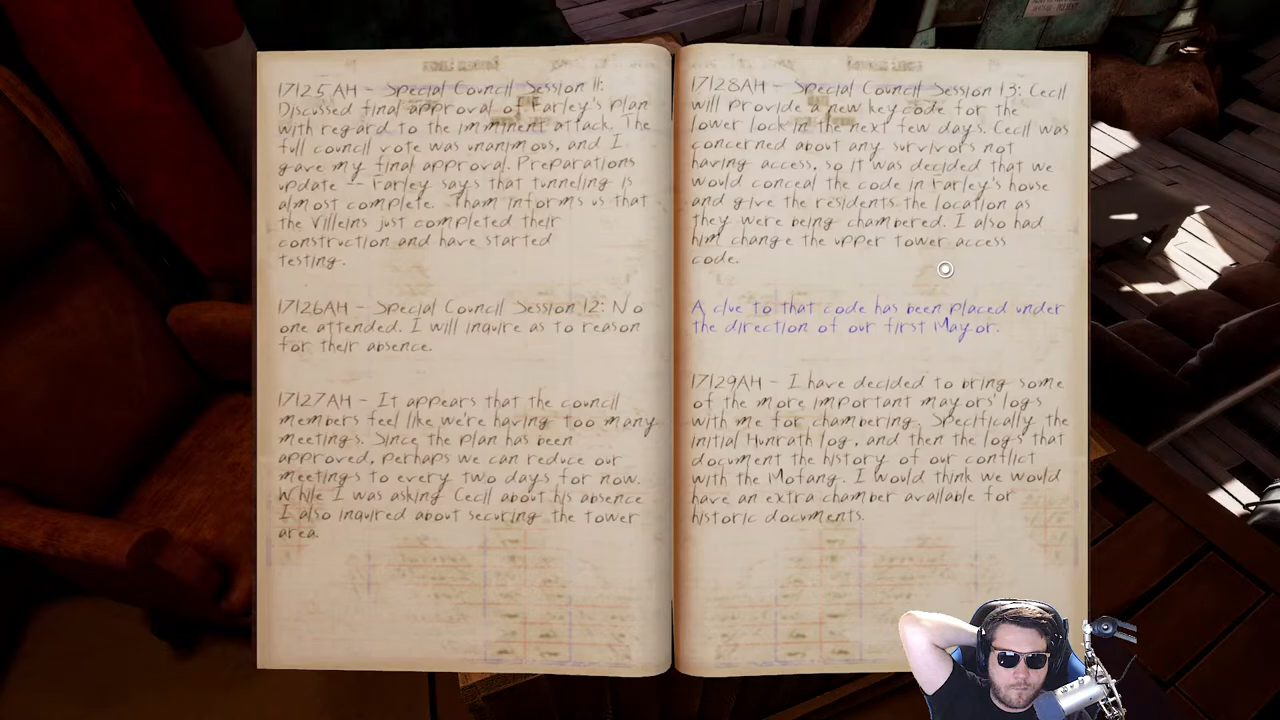 17125AH - Special Council Session 11:
Discussed final approval of Farley's plan
with regard to the imminent attack. The
full council vote was unanimous, and I
gave my final approval. Preparations
update -- Farley says that tunneling is
almost complete. Tham informs us that
the Villeins just completed their
construction and have started
testing.
17126AH - Special Council Session 12: No
one attended. I will inquire as to reason
for their absence.
17127AH - It appears that the council
members feel like we're having too many
meetings. Since the plan has been
approved, perhaps we can reduce our
meetings to every two days for now.
While I was asking Cecil about his absence
I also inquired about securing the tower
area.
17128AH - Special Council Session 13: Cecil
will provide a new key code for the
lower lock in the next few days. Cecil was
concerned about any survivors not
having access, so it was decided that we
would conceal the code in Farley's house
and give the residents the location as
they were being chambered. I also had
him change the upper tower access
code.
A clue to that code has been placed under
the direction of our first Mayor.
17129AH - I have decided to bring some
of the more important mayors' logs
with me for chambering. Specifically the
initial Hunrath log, and then the logs that
document the history of our conflict
with the Mofang. I would think we would
have an extra chamber available for
historic documents.